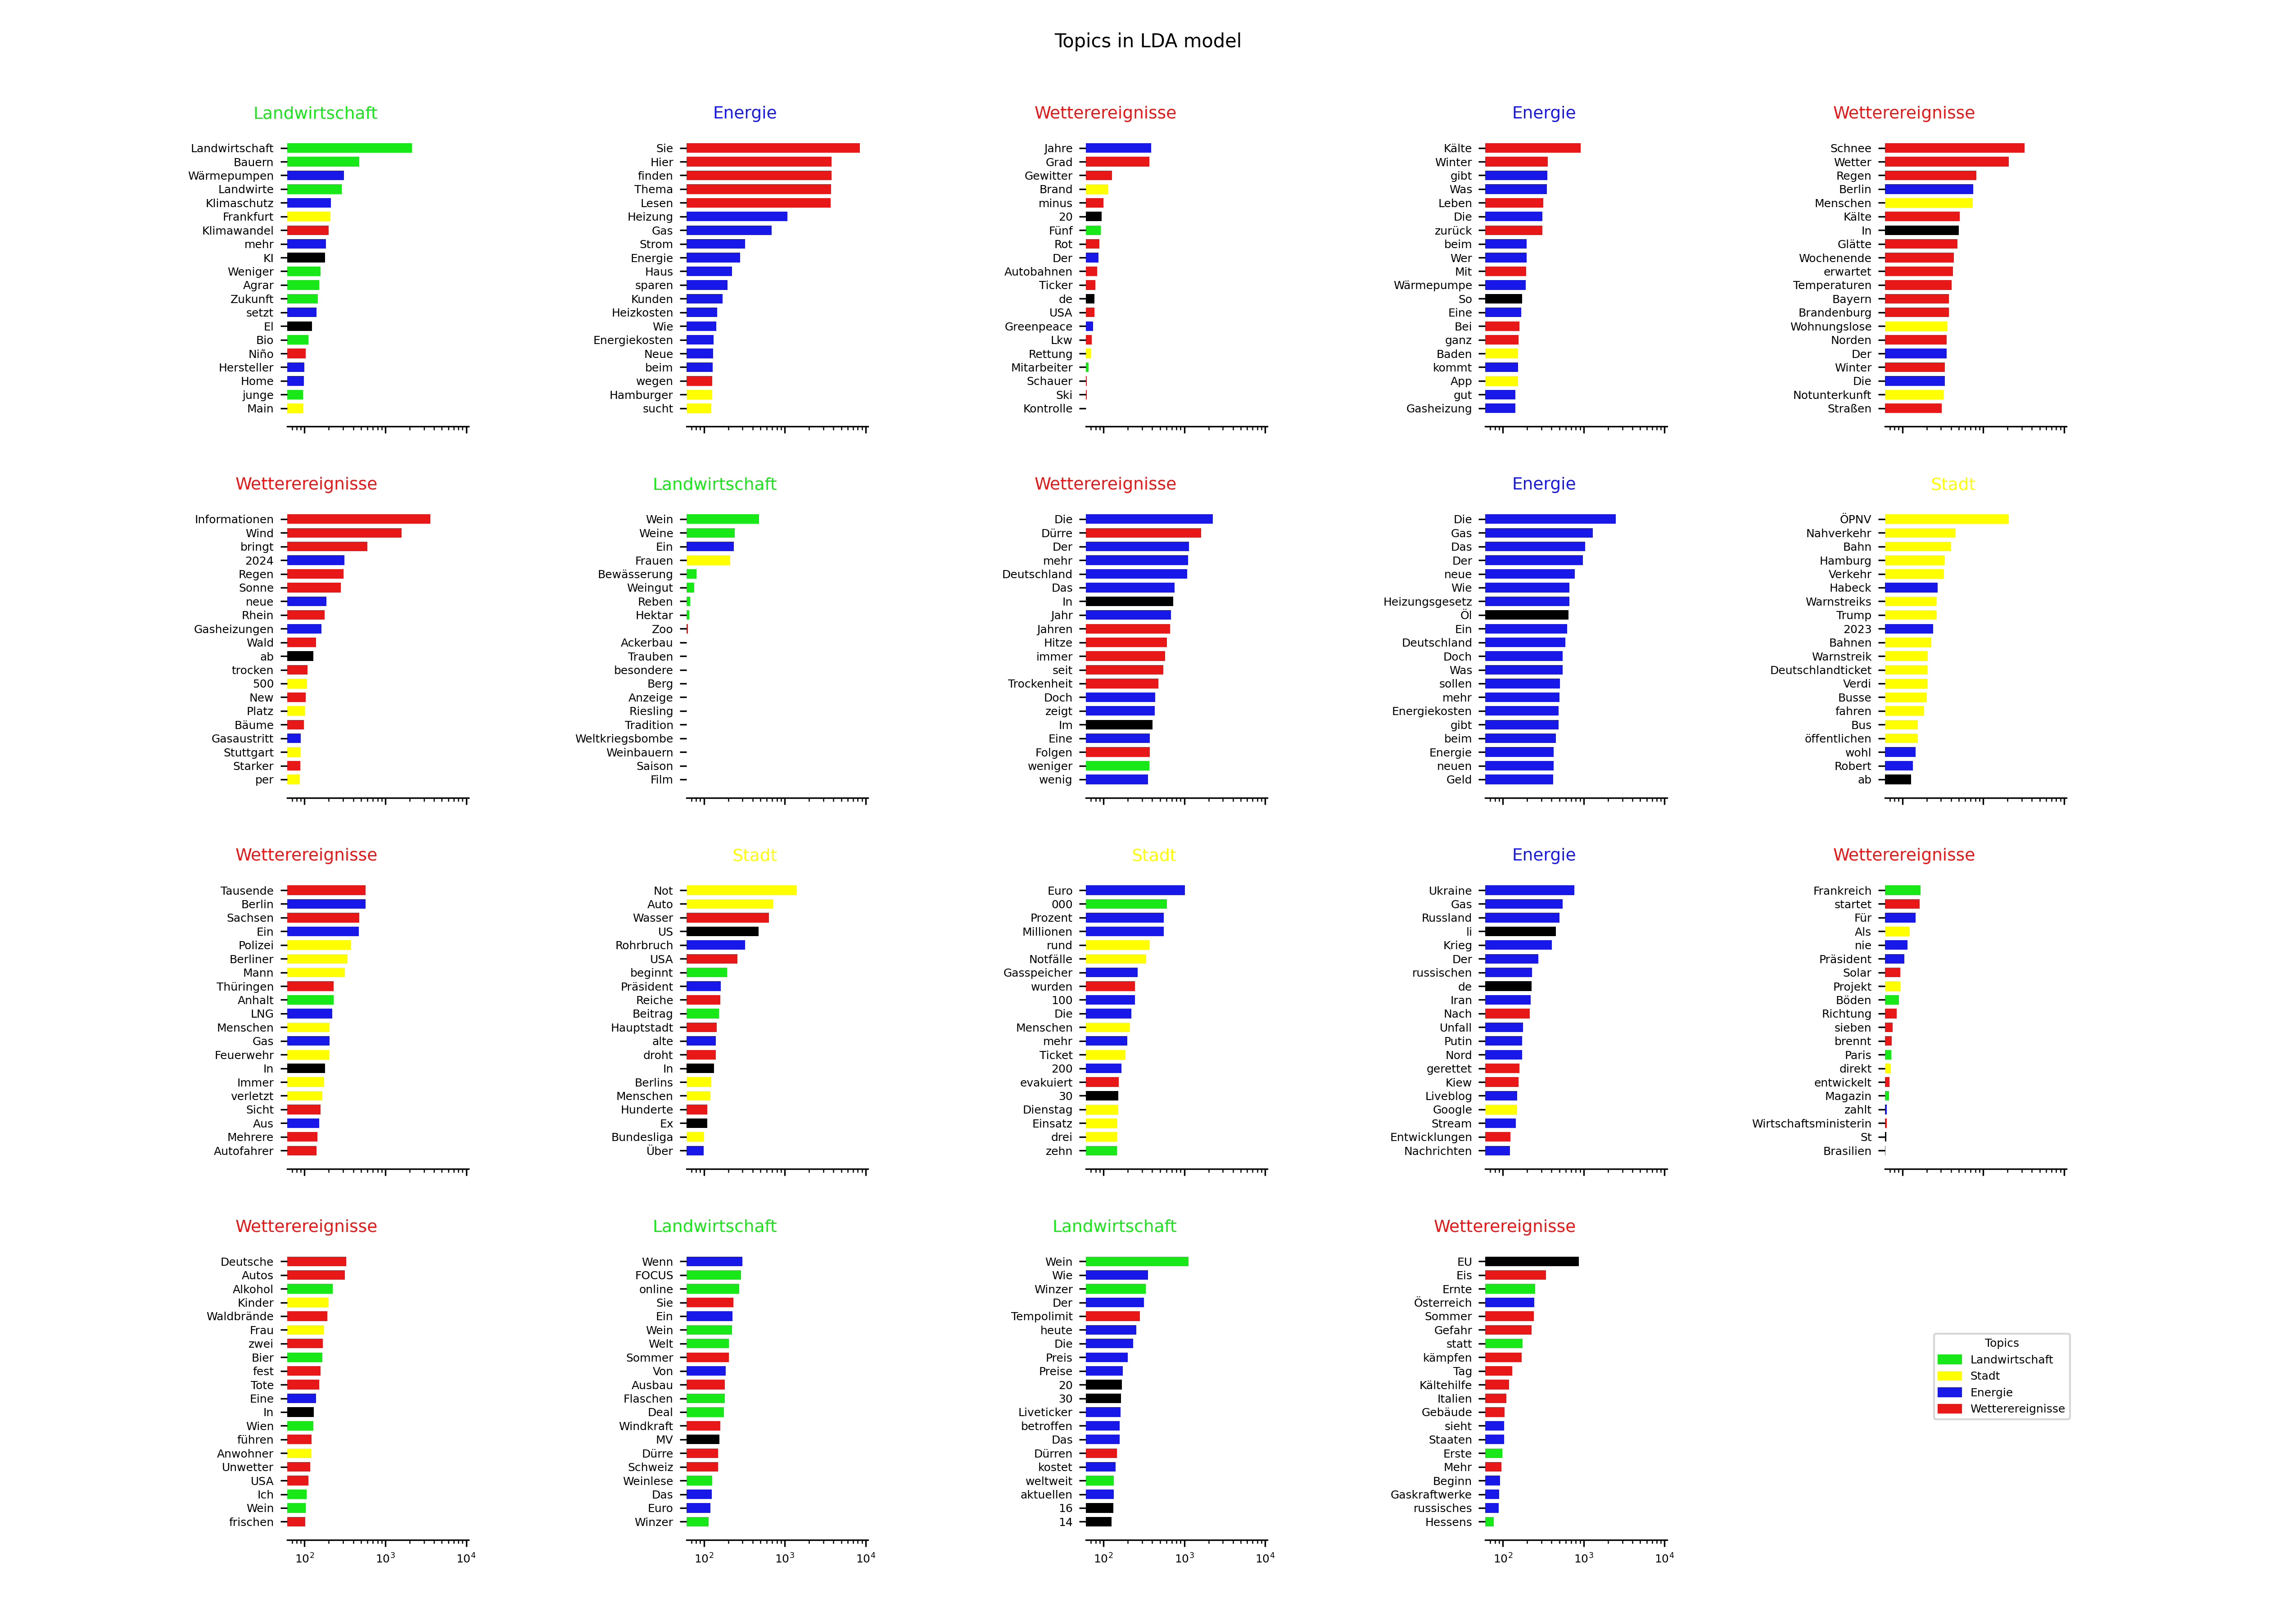 Topics in LDA model
Landwirtschaft
Landwirtschaft
Bauern
Wärmepumpen
Landwirte
Klimaschutz
Frankfurt
Klimawandel
mehr
KI
Weniger
Agrar
Zukunft
setzt
El
Bio
Niño
Hersteller
Home
junge
Main
Energie
Sie
Hier
finden
Thema
Lesen
Heizung
Gas
Strom
Energie
Haus
sparen
Kunden
Heizkosten
Wie
Energiekosten
Neue
beim
wegen
Hamburger
sucht
Wetterereignisse
Jahre
Grad
Gewitter
Brand
minus
20
Fünf
Rot
Der
Autobahnen
Ticker
de
USA
Greenpeace
Lkw
Rettung
Mitarbeiter
Schauer
Ski
Kontrolle
Energie
Kälte
Winter
gibt
Was
Leben
Die
zurück
beim
Wer
Mit
Wärmepumpe
So
Eine
Bei
ganz
Baden
kommt
App
gut
Gasheizung
Wetterereignisse
Schnee
Wetter
Regen
Berlin
Menschen
Kälte
In
Glätte
Wochenende
erwartet
Temperaturen
Bayern
Brandenburg
Wohnungslose
Norden
Der
Winter
Die
Notunterkunft
Straßen
Wetterereignisse
Informationen
Wind
bringt
2024
Regen
Sonne
neue
Rhein
Gasheizungen
Wald
ab
trocken
500
New
Platz
Bäume
Gasaustritt
Stuttgart
Starker
per
Landwirtschaft
Wein
Weine
Ein
Frauen
Bewässerung
Weingut
Reben
Hektar
Zoo
Ackerbau
Trauben
besondere
Berg
Anzeige
Riesling
Tradition
Weltkriegsbombe
Weinbauern
Saison
Film
Wetterereignisse
Die
Dürre
Der
mehr
Deutschland
Das
In
Jahr
Jahren
Hitze
immer
seit
Trockenheit
Doch
zeigt
Im
Eine
Folgen
weniger
wenig
Energie
Die
Gas
Das
Der
neue
Wie
Heizungsgesetz
Öl
Ein
Deutschland
Doch
Was
sollen
mehr
Energiekosten
gibt
beim
Energie
neuen
Geld
Stadt
ÖPNV
Nahverkehr
Bahn
Hamburg
Verkehr
Habeck
Warnstreiks
Trump
2023
Bahnen
Warnstreik
Deutschlandticket
Verdi
Busse
fahren
Bus
öffentlichen
wohl
Robert
ab
Wetterereignisse
Tausende
Berlin
Sachsen
Ein
Polizei
Berliner
Mann
Thüringen
Anhalt
LNG
Menschen
Gas
Feuerwehr
In
Immer
verletzt
Sicht
Aus
Mehrere
Autofahrer
Stadt
Not
Auto
Wasser
US
Rohrbruch
USA
beginnt
Präsident
Reiche
Beitrag
Hauptstadt
alte
droht
In
Berlins
Menschen
Hunderte
Ex
Bundesliga
Über
Stadt
Euro
000
Prozent
Millionen
rund
Notfälle
Gasspeicher
wurden
100
Die
Menschen
mehr
Ticket
200
evakuiert
30
Dienstag
Einsatz
drei
zehn
Energie
Ukraine
Gas
Russland
li
Krieg
Der
russischen
de
Iran
Nach
Unfall
Putin
Nord
gerettet
Kiew
Liveblog
Google
Stream
Entwicklungen
Nachrichten
Wetterereignisse
Frankreich
startet
Für
Als
nie
Präsident
Solar
Projekt
Böden
Richtung
sieben
brennt
Paris
direkt
entwickelt
Magazin
zahlt
Wirtschaftsministerin
St
Brasilien
Wetterereignisse
Deutsche
Autos
Alkohol
Kinder
Waldbrände
Frau
zwei
Bier
fest
Tote
Eine
In
Wien
führen
Anwohner
Unwetter
USA
Ich
Wein
frischen
10² 10³ 10⁴
Landwirtschaft
Wenn
FOCUS
online
Sie
Ein
Wein
Welt
Sommer
Von
Ausbau
Flaschen
Deal
Windkraft
MV
Dürre
Schweiz
Weinlese
Das
Euro
Winzer
10² 10³ 10⁴
Landwirtschaft
Wein
Wie
Winzer
Der
Tempolimit
heute
Die
Preis
Preise
20
30
Liveticker
betroffen
Das
Dürren
kostet
weltweit
aktuellen
16
14
10² 10³ 10⁴
Wetterereignisse
EU
Eis
Ernte
Österreich
Sommer
Gefahr
statt
kämpfen
Tag
Kältehilfe
Italien
Gebäude
sieht
Staaten
Erste
Mehr
Beginn
Gaskraftwerke
russisches
Hessens
10² 10³ 10⁴
Topics
Landwirtschaft
Stadt
Energie
Wetterereignisse